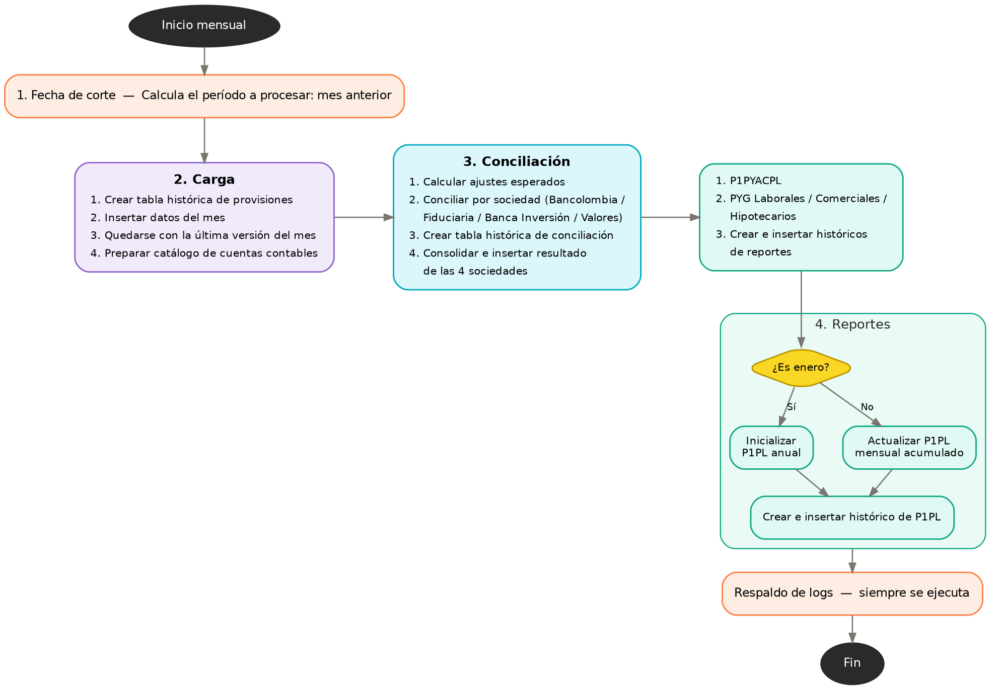 Inicio mensual
1. Fecha de corte — Calcula el período a procesar: mes anterior
2. Carga
1. Crear tabla histórica de provisiones
2. Insertar datos del mes
3. Quedarse con la última versión del mes
4. Preparar catálogo de cuentas contables
3. Conciliación
1. Calcular ajustes esperados
2. Conciliar por sociedad (Bancolombia /
Fiduciaria / Banca Inversión / Valores)
3. Crear tabla histórica de conciliación
4. Consolidar e insertar resultado
de las 4 sociedades
1. P1PYACPL
2. PYG Laborales / Comerciales /
Hipotecarios
3. Crear e insertar históricos
de reportes
4. Reportes
¿Es enero?
Sí
No
Inicializar
P1PL anual
Actualizar P1PL
mensual acumulado
Crear e insertar histórico de P1PL
Respaldo de logs — siempre se ejecuta
Fin